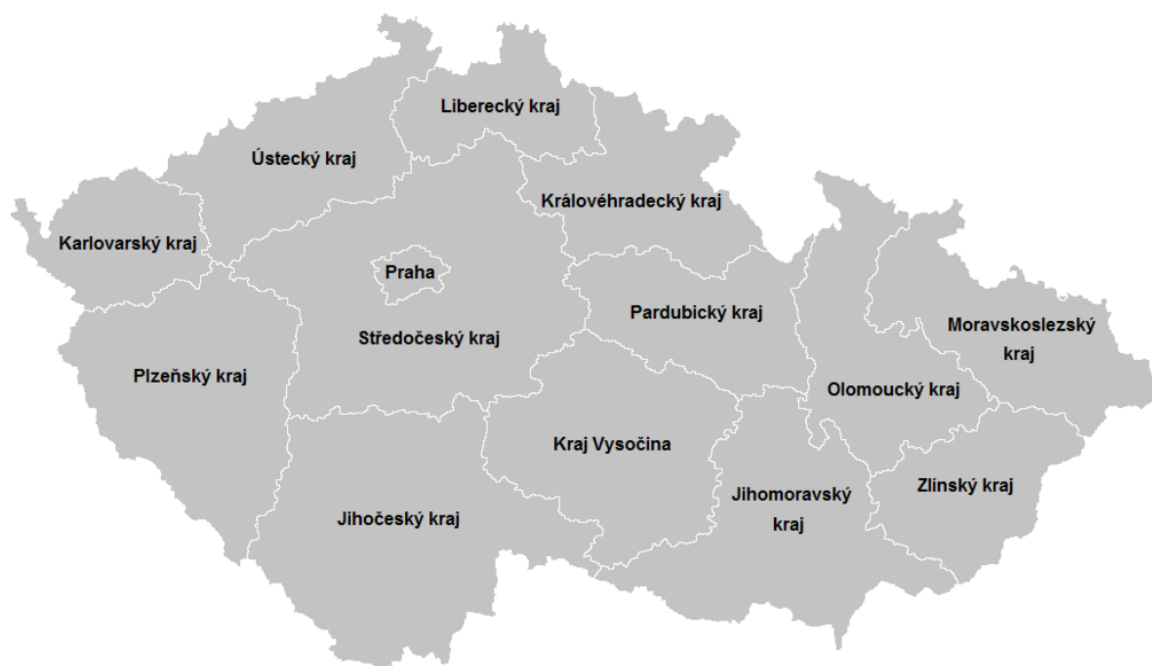 Liberecký kraj
Ústecký kraj
Královéhradecký kraj
Karlovarský kraj
Praha
Pardubický kraj
Středočeský kraj
Moravskoslezský
kraj
Plzeňský kraj
Olomoucký kraj
Kraj Vysočina
Zlínský kraj
Jihomoravský
kraj
Jihočeský kraj